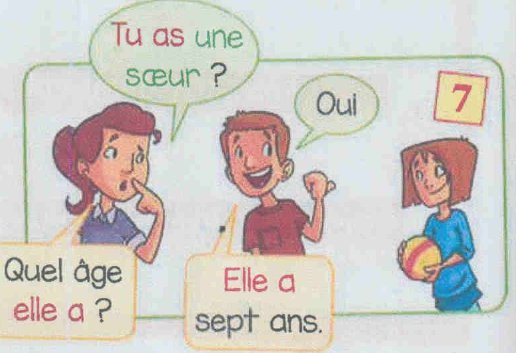 Tu as une
sœur ?
Oui
7
Quel âge
elle a ?
Elle a
sept ans.